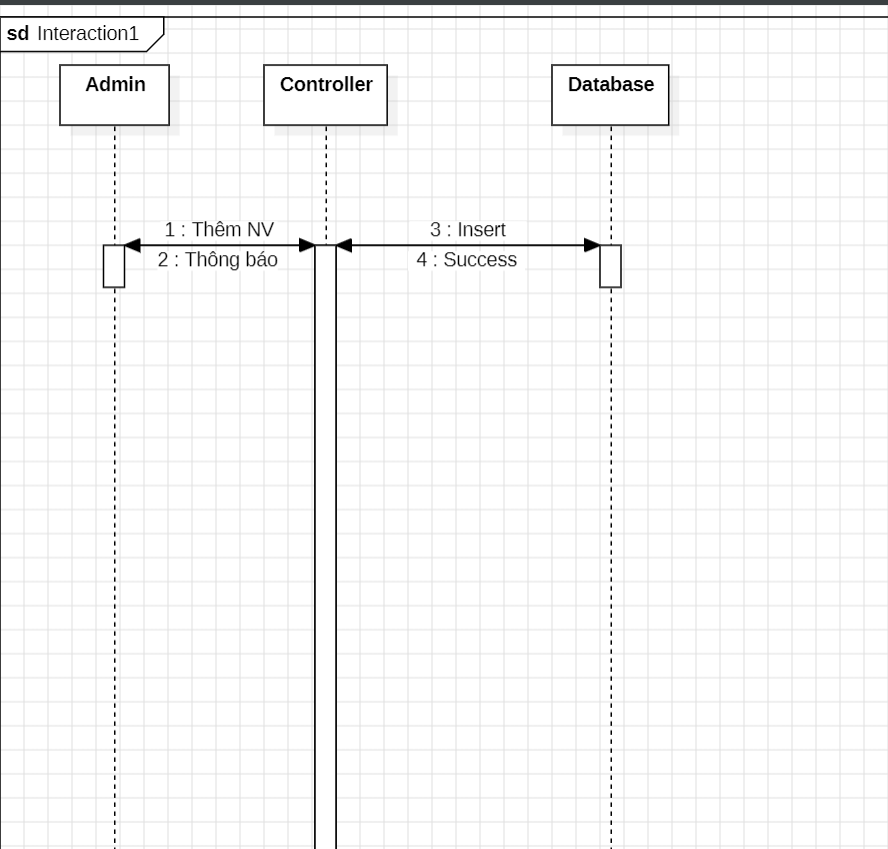 sd Interaction1
Admin
Controller
Database
1 : Thêm NV
3 : Insert
2 : Thông báo
4 : Success